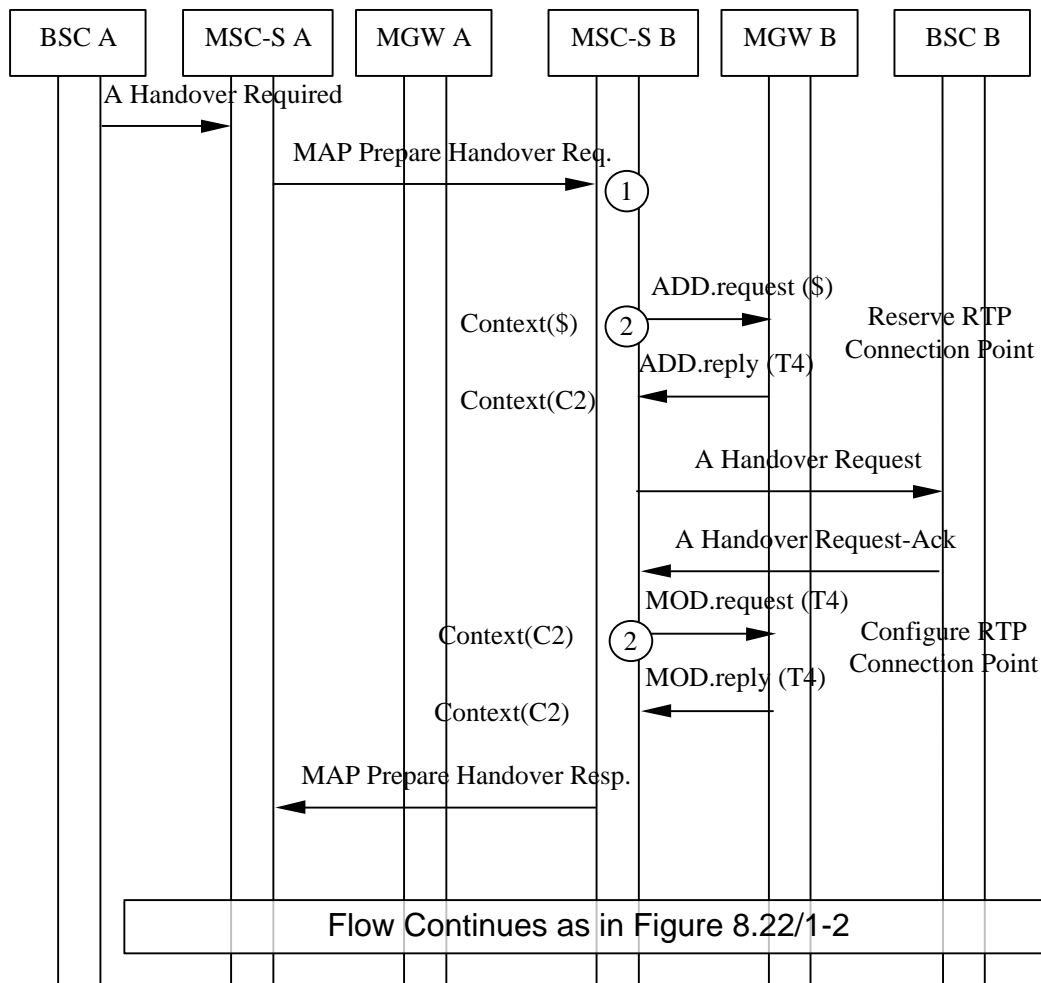 BSC A MSC-S A MGW A MSC-S B MGW B BSC B
A Handover Required
MAP Prepare Handover Req.
1
ADD.request ($)
Context($) 2 Reserve RTP
Connection Point
ADD.reply (T4)
Context(C2)
A Handover Request
A Handover Request-Ack
MOD.request (T4)
Context(C2) 2 Configure RTP
Connection Point
MOD.reply (T4)
Context(C2)
MAP Prepare Handover Resp.
Flow Continues as in Figure 8.22/1-2